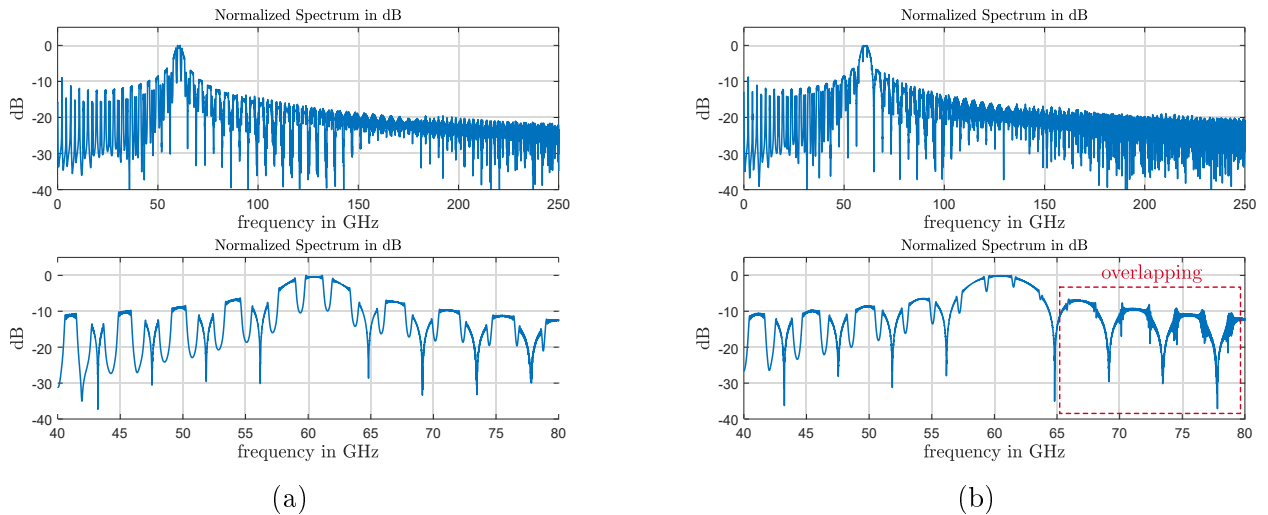 Normalized Spectrum in dB
0
-10
-20
-30
-40
dB
0 50 100 150 200 250
frequency in GHz
Normalized Spectrum in dB
0
-10
-20
-30
-40
dB
40 45 50 55 60 65 70 75 80
frequency in GHz
(a)
Normalized Spectrum in dB
0
-10
-20
-30
-40
dB
0 50 100 150 200 250
frequency in GHz
Normalized Spectrum in dB
overlapping
0
-10
-20
-30
-40
dB
40 45 50 55 60 65 70 75 80
frequency in GHz
(b)